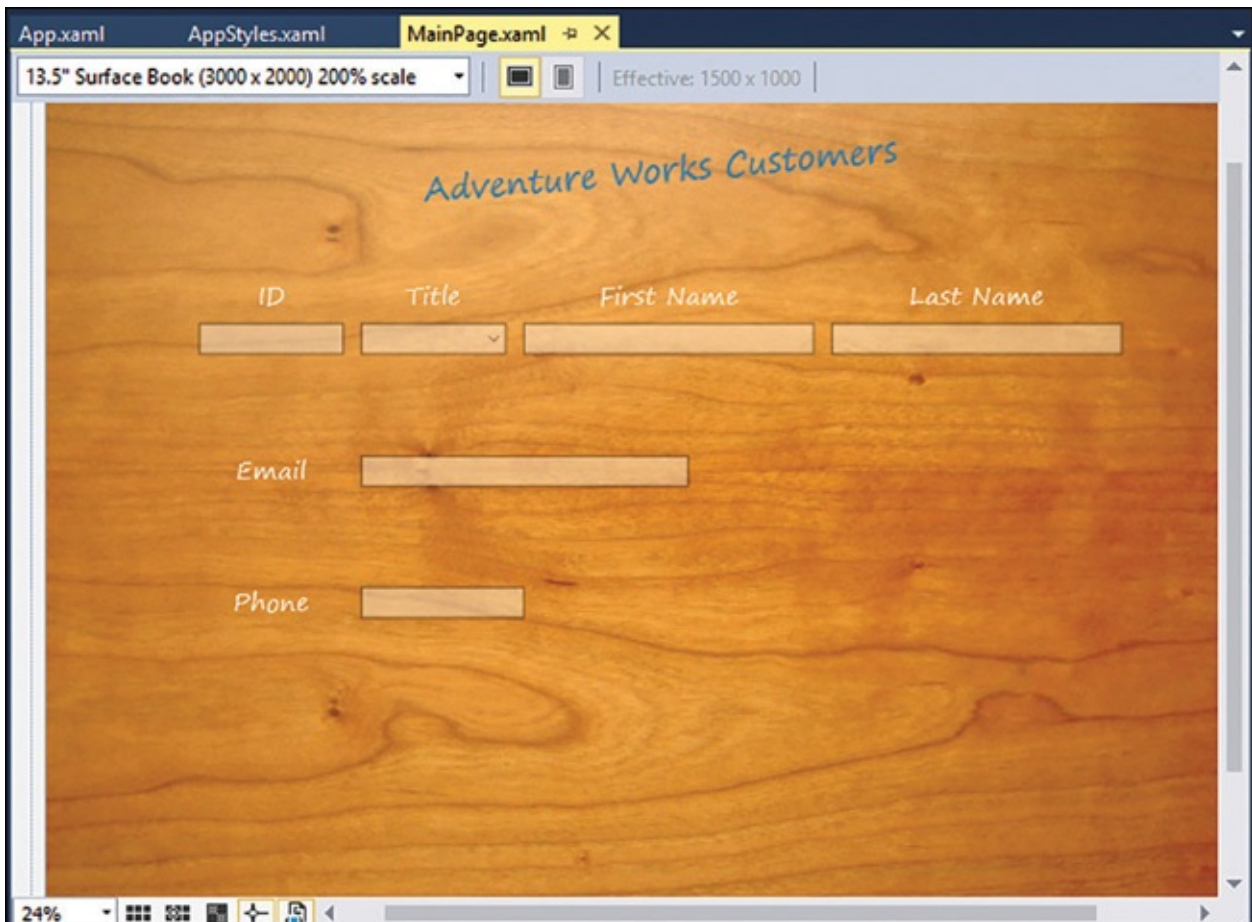 App.xaml AppStyles.xaml MainPage.xaml
13.5" Surface Book (3000 x 2000) 200% scale Effective: 1500 x 1000
Adventure Works Customers
ID Title First Name Last Name
Email
Phone
24%